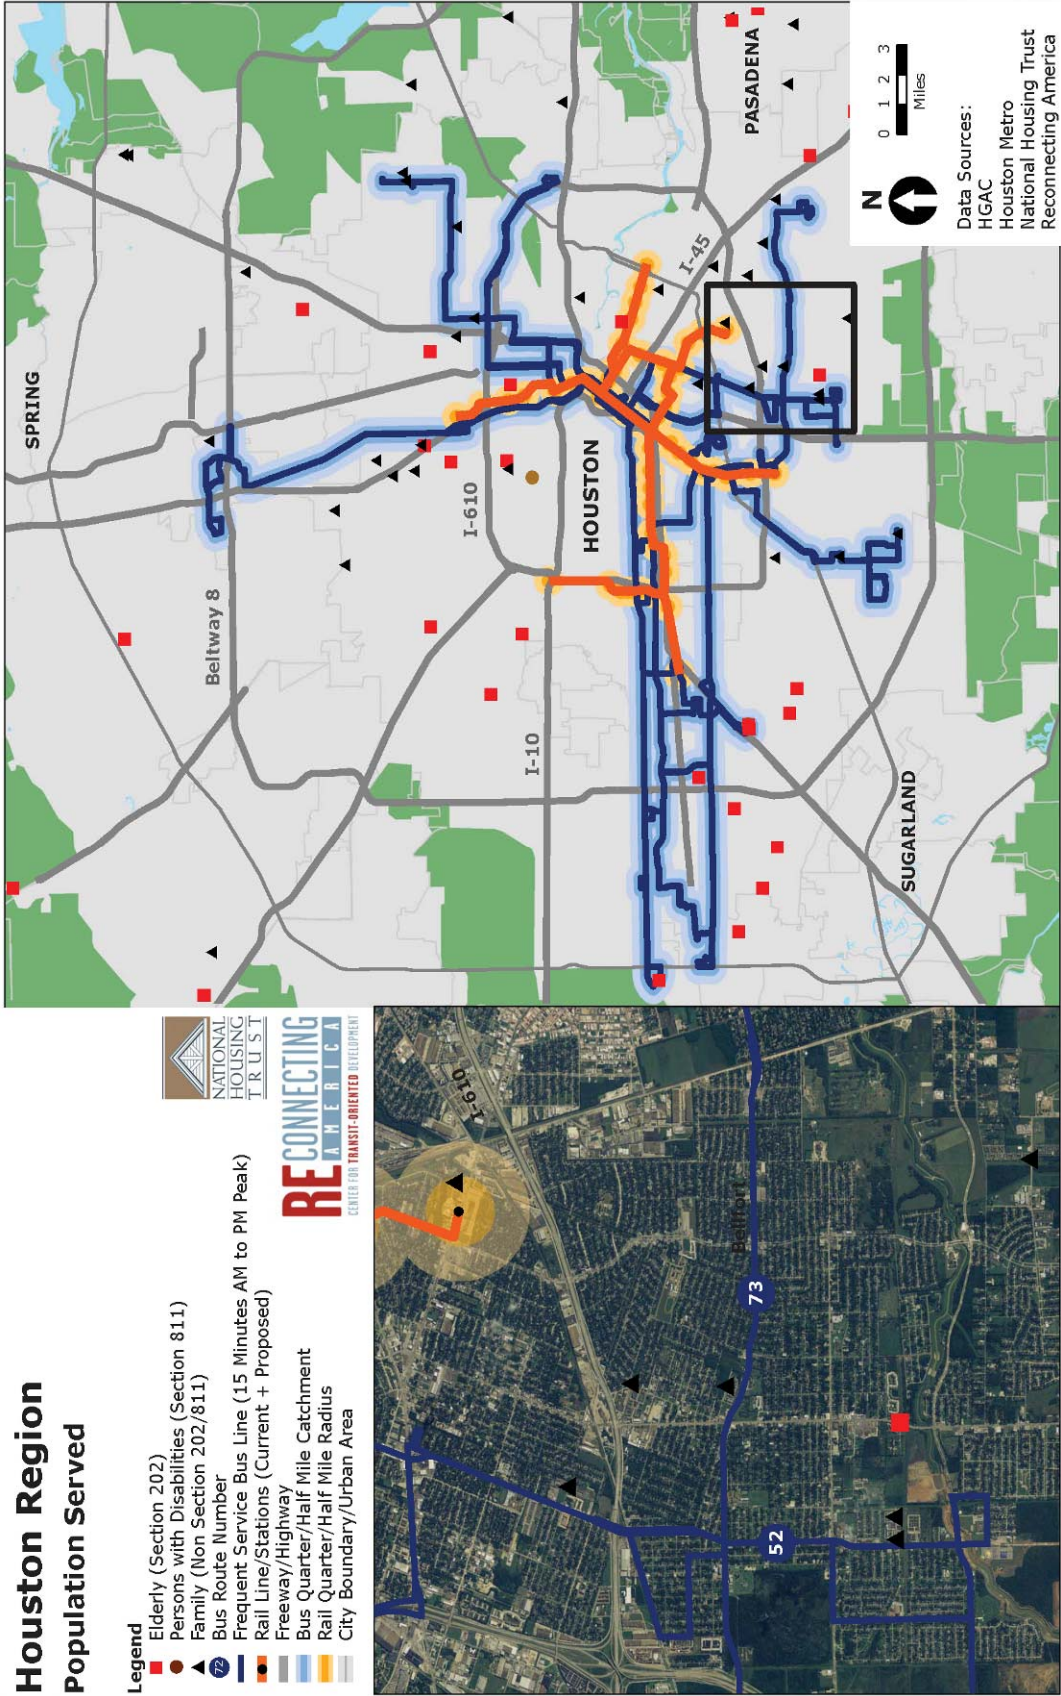 Houston Region
Population Served
Legend
Elderly (Section 202)
Persons with Disabilities (Section 811)
Family (Non Section 202/811)
72
Bus Route Number
Frequent Service Bus Line (15 Minutes AM to PM Peak)
Rail Line/Stations (Current + Proposed)
Freeway/Highway
Bus Quarter/Half Mile Catchment
Rail Quarter/Half Mile Radius
City Boundary/Urban Area
NATIONAL
HOUSING
TRUST
RECONNECTING
AMERICA
CENTER FOR TRANSIT-ORIENTED DEVELOPMENT
I-610
Bellfort
73
52
SPRING
Beltway 8
I-610
I-10
HOUSTON
I-45
PASADENA
SUGARLAND
N
0 1 2 3
Miles
Data Sources:
HGAC
Houston Metro
National Housing Trust
Reconnecting America